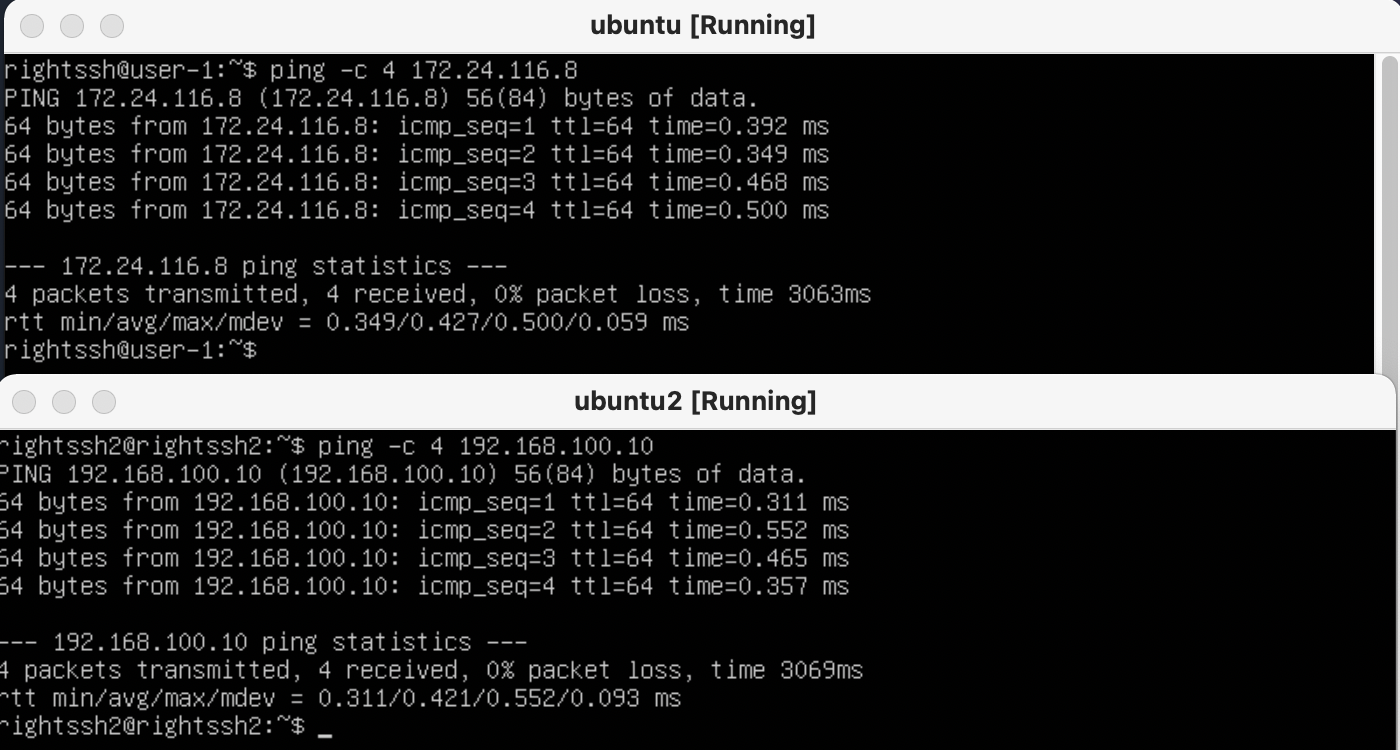 ubuntu [Running]
rightssh@user-1:~$ ping -c 4 172.24.116.8
PING 172.24.116.8 (172.24.116.8) 56(84) bytes of data.
64 bytes from 172.24.116.8: icmp_seq=1 ttl=64 time=0.392 ms
64 bytes from 172.24.116.8: icmp_seq=2 ttl=64 time=0.349 ms
64 bytes from 172.24.116.8: icmp_seq=3 ttl=64 time=0.468 ms
64 bytes from 172.24.116.8: icmp_seq=4 ttl=64 time=0.500 ms
--- 172.24.116.8 ping statistics ---
4 packets transmitted, 4 received, 0% packet loss, time 3063ms
rtt min/avg/max/mdev = 0.349/0.427/0.500/0.059 ms
rightssh@user-1:~$
ubuntu2 [Running]
rightssh2@rightssh2:~$ ping -c 4 192.168.100.10
PING 192.168.100.10 (192.168.100.10) 56(84) bytes of data.
64 bytes from 192.168.100.10: icmp_seq=1 ttl=64 time=0.311 ms
64 bytes from 192.168.100.10: icmp_seq=2 ttl=64 time=0.552 ms
64 bytes from 192.168.100.10: icmp_seq=3 ttl=64 time=0.465 ms
64 bytes from 192.168.100.10: icmp_seq=4 ttl=64 time=0.357 ms
--- 192.168.100.10 ping statistics ---
4 packets transmitted, 4 received, 0% packet loss, time 3069ms
rtt min/avg/max/mdev = 0.311/0.421/0.552/0.093 ms
rightssh2@rightssh2:~$ _